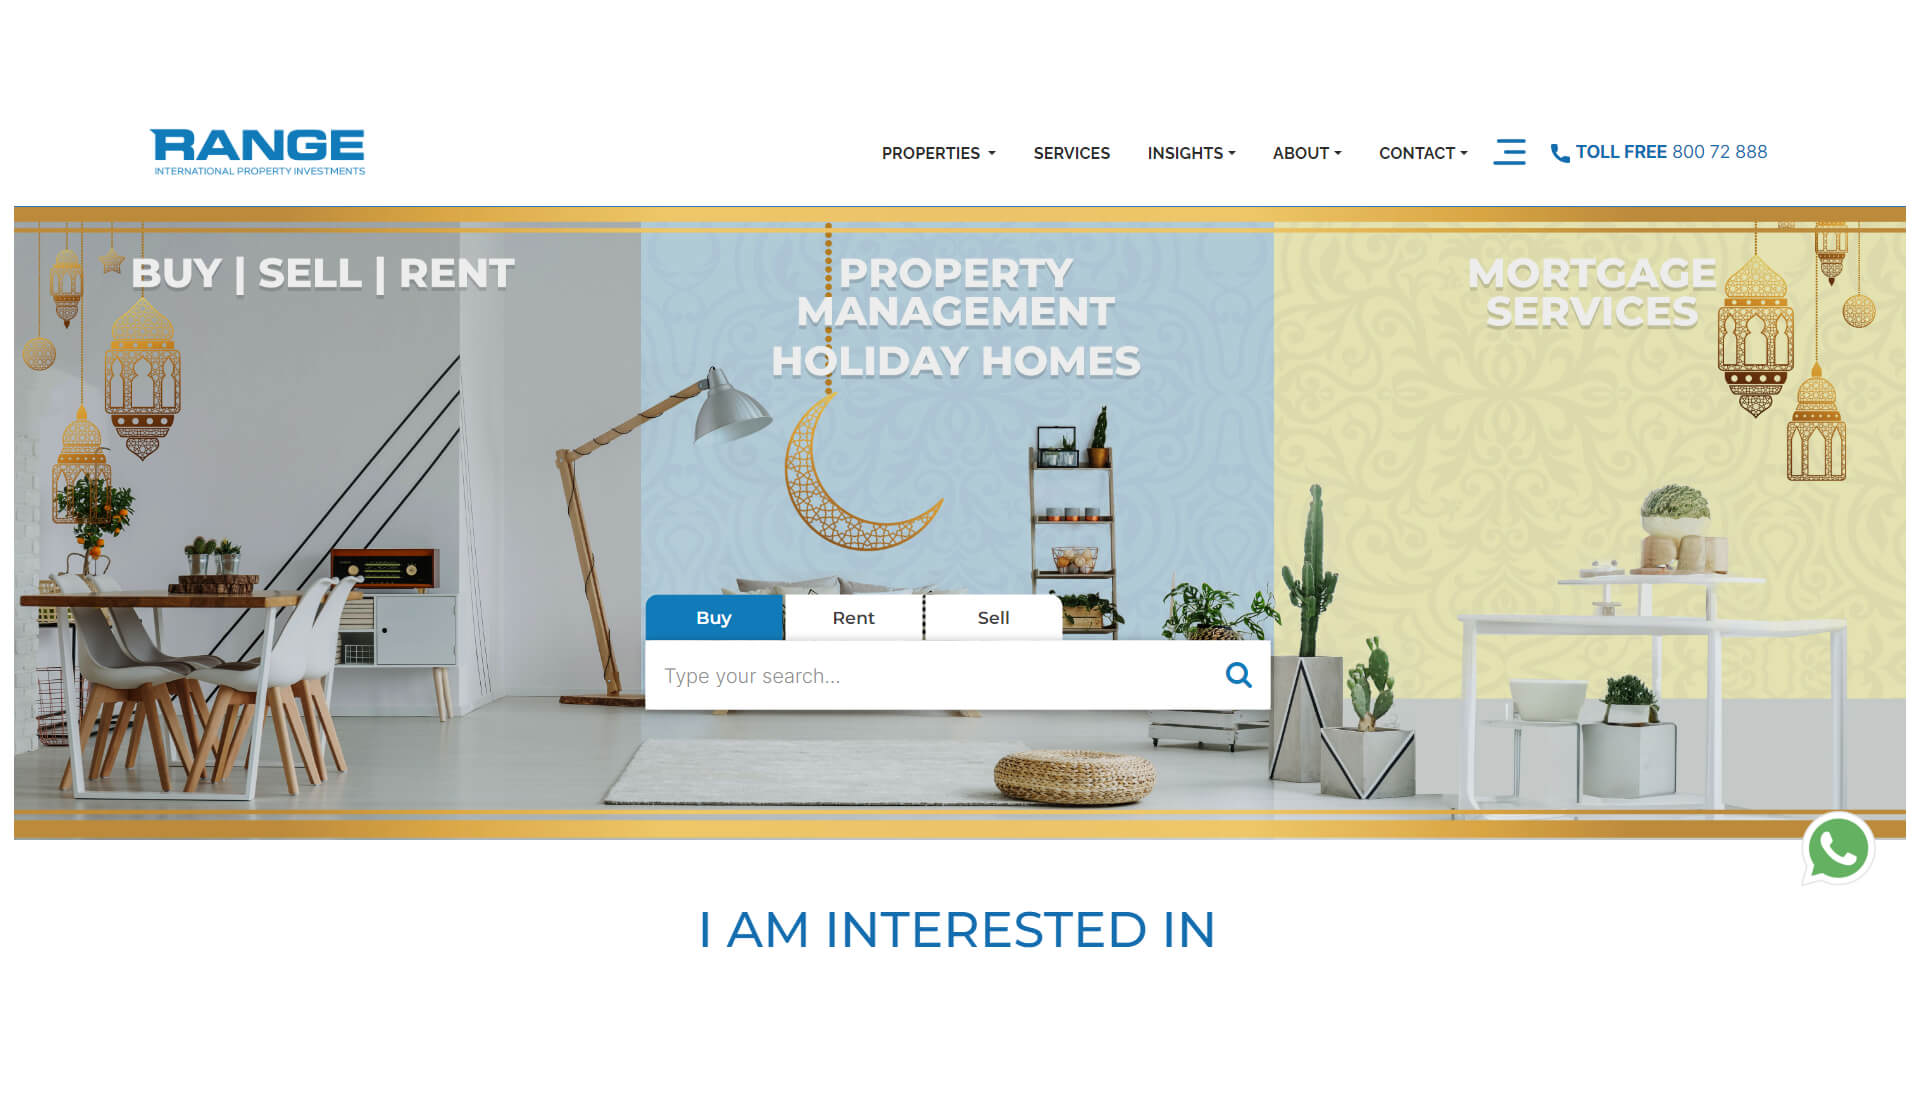 RANGE
INTERNATIONAL PROPERTY INVESTMENTS
PROPERTIES
SERVICES
INSIGHTS
ABOUT
CONTACT
TOLL FREE 800 72 888
BUY | SELL | RENT
PROPERTY
MANAGEMENT
HOLIDAY HOMES
MORTGAGE
SERVICES
Buy
Rent
Sell
Type your search...
I AM INTERESTED IN